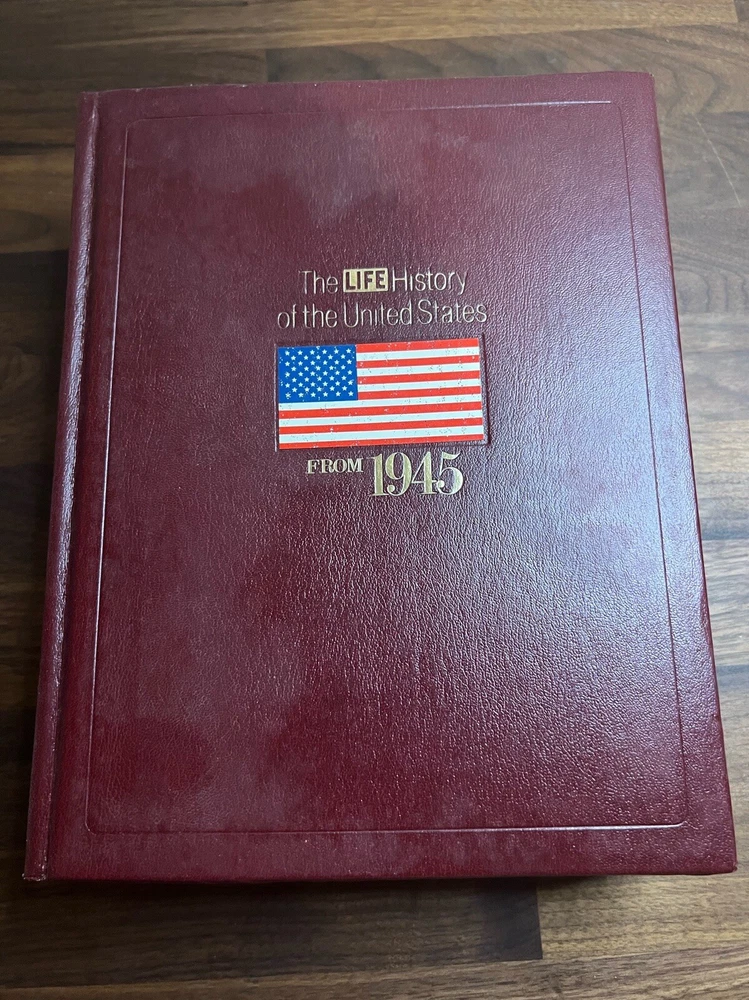 The LIFE History
of the United States
FROM 1945